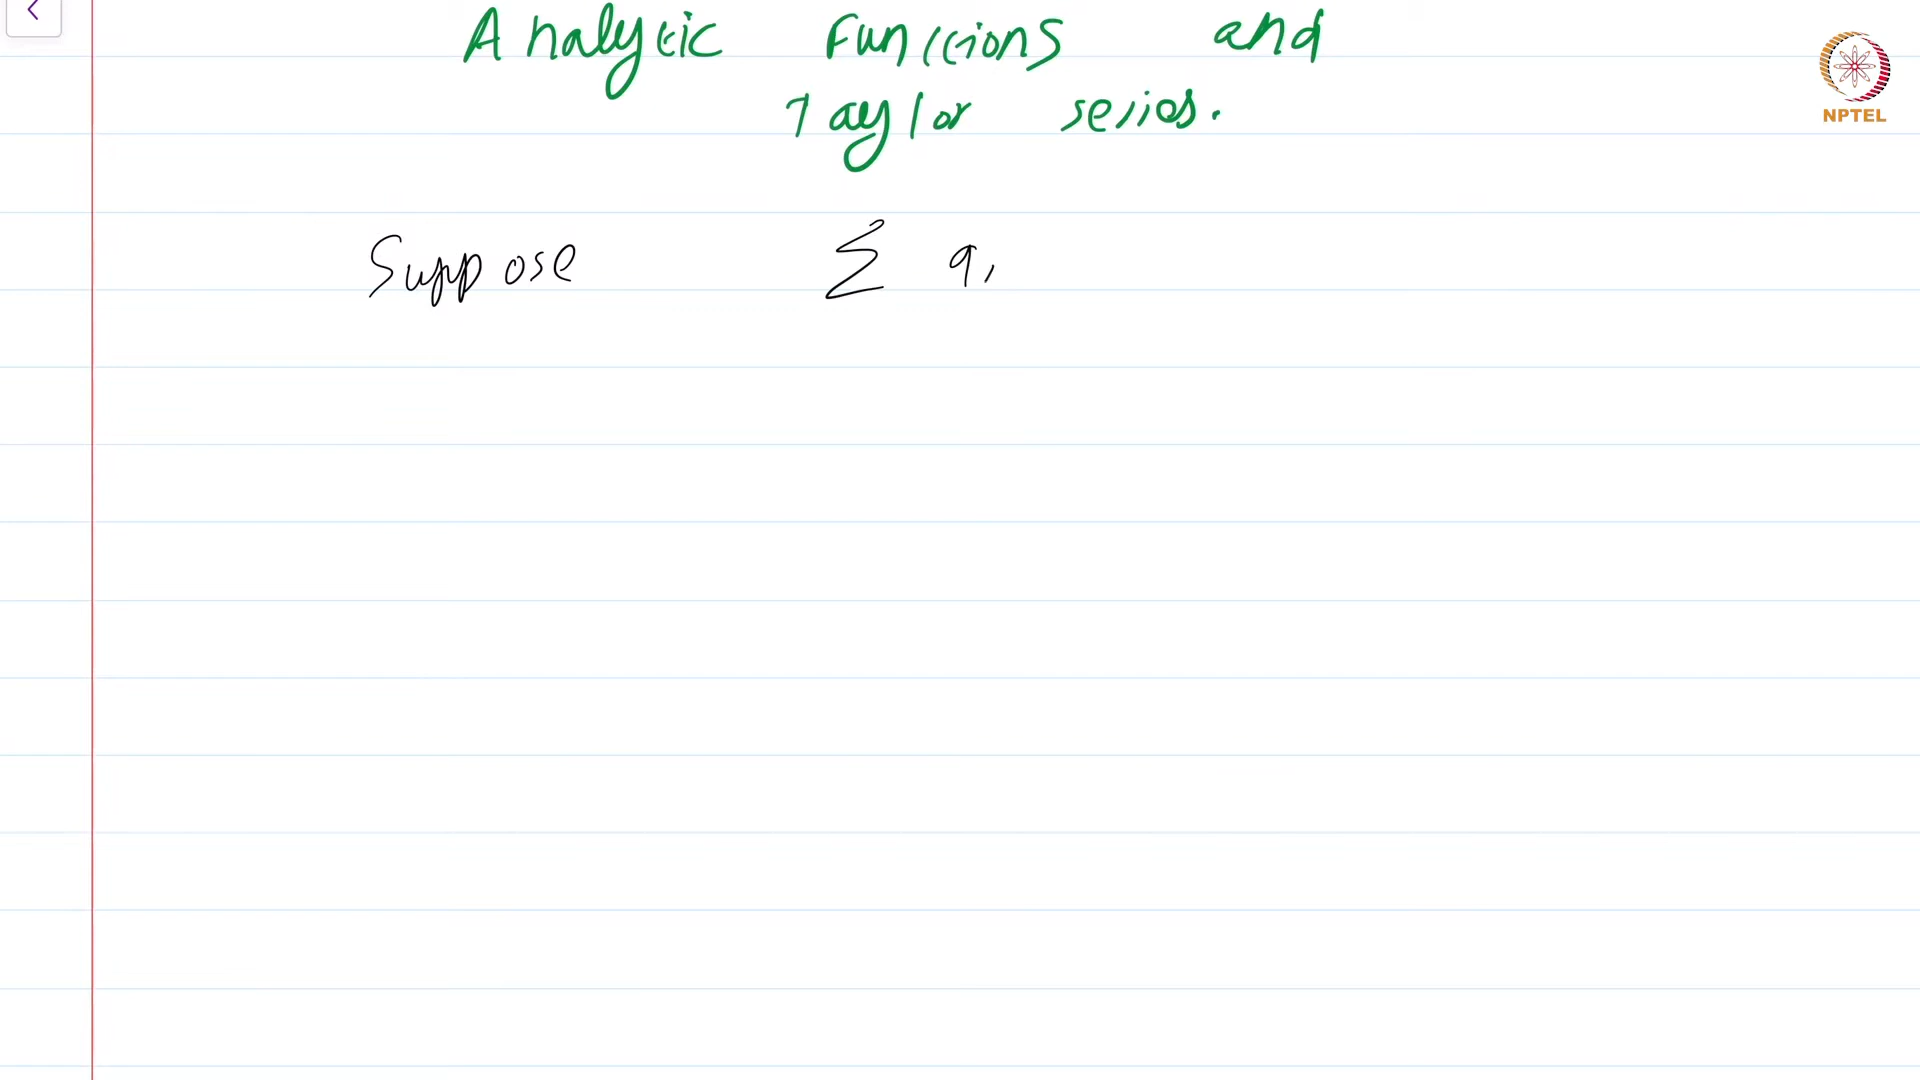 Analytic Functions and
Taylor series.
NPTEL
Suppose Σ a